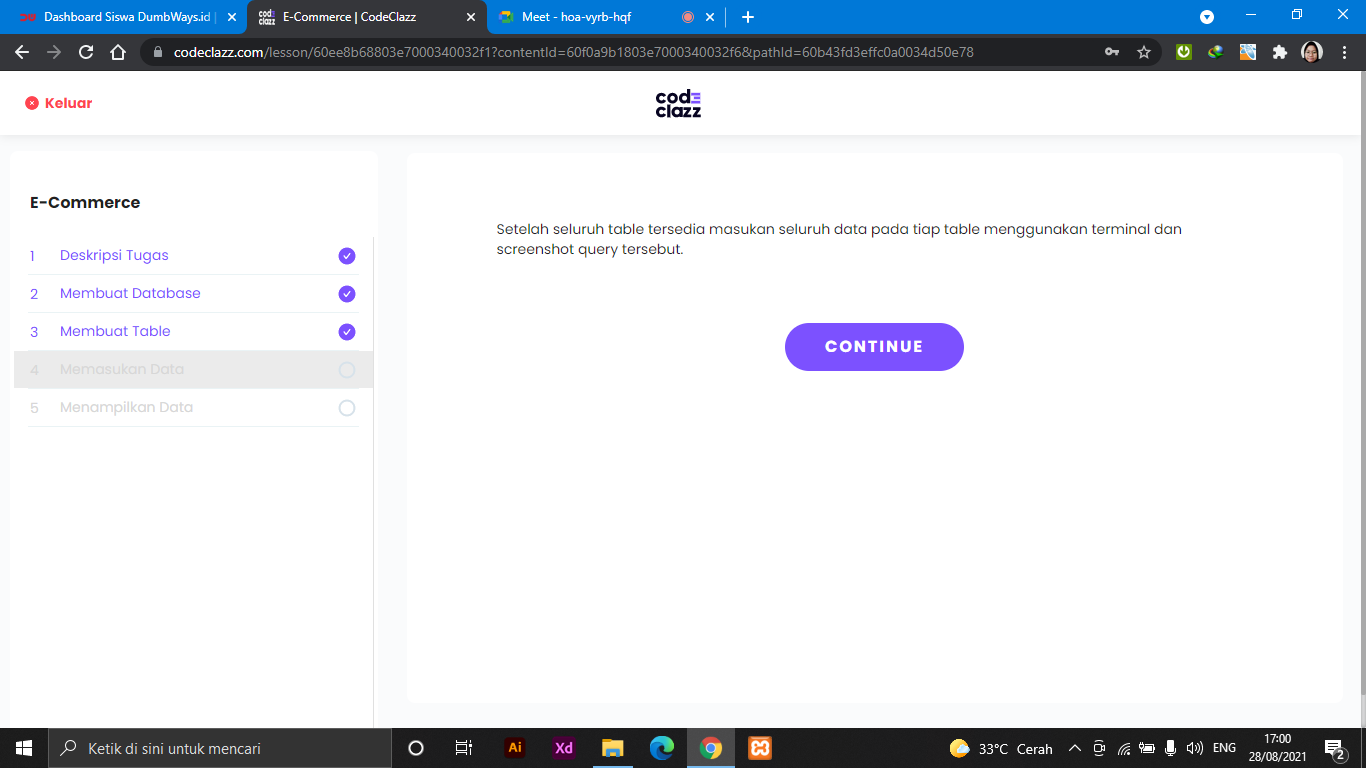 Dashboard Siswa DumbWays.id |
E-Commerce | CodeClazz
Meet - hoa-vyrb-hqf
codeclazz.com/lesson/60ee8b68803e7000340032f1?contentId=60f0a9b1803e7000340032f6&pathId=60b43fd3effc0a0034d50e78
Keluar
code
clazz
E-Commerce
1 Deskripsi Tugas
2 Membuat Database
3 Membuat Table
4 Memasukan Data
5 Menampilkan Data
Setelah seluruh table tersedia masukan seluruh data pada tiap table menggunakan terminal dan
screenshot query tersebut.
CONTINUE
Ketik di sini untuk mencari
Ai
Xd
33°C Cerah
ENG
17:00
28/08/2021
2